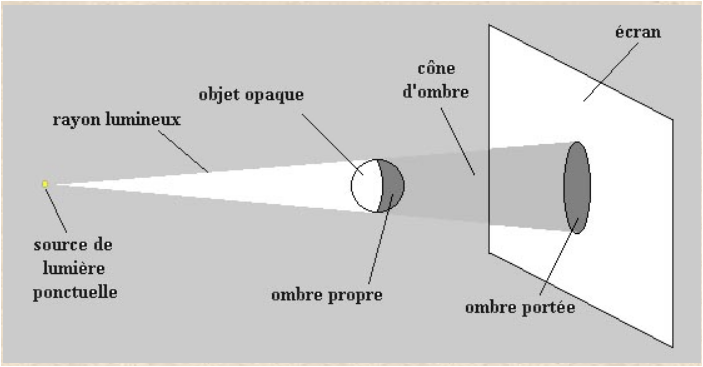 écran
cône
d'ombre
objet opaque
rayon lumineux
source de
lumière
ponctuelle
ombre propre
ombre portée